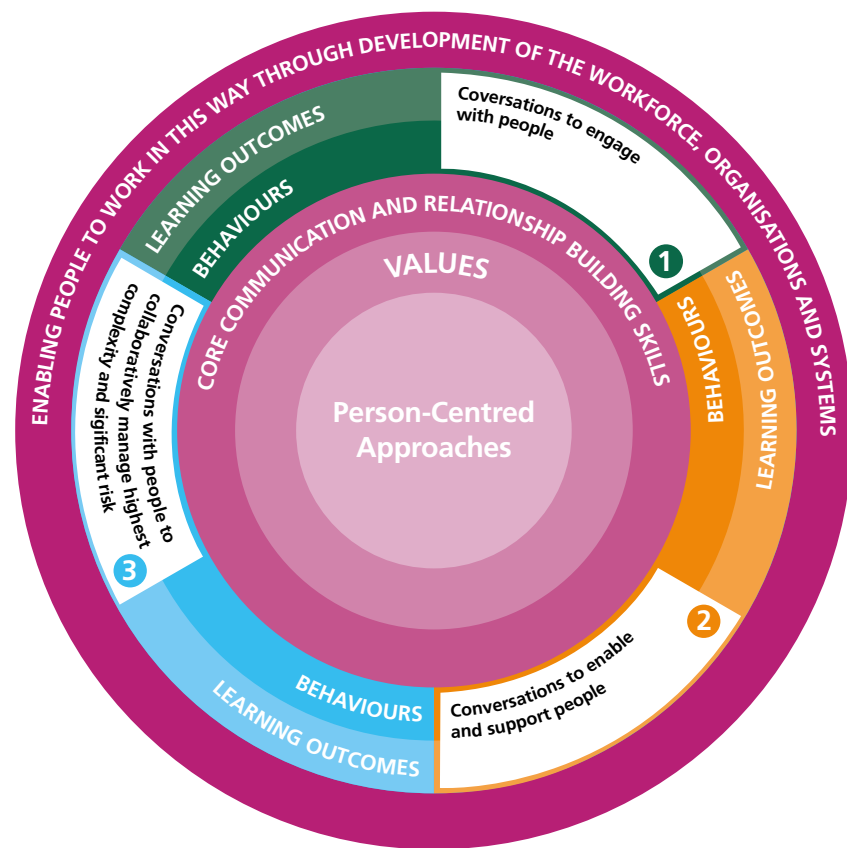 ENABLING PEOPLE TO WORK IN THIS WAY THROUGH DEVELOPMENT OF THE WORKFORCE, ORGANISATIONS AND SYSTEMS
LEARNING OUTCOMES
BEHAVIOURS
Coversations to engage
with people
1
BEHAVIOURS
LEARNING OUTCOMES
2
Conversations to enable
and support people
BEHAVIOURS
LEARNING OUTCOMES
3
Conversations with people to
collaboratively manage highest
complexity and sigificant risk
CORE COMMUNICATION AND RELATIONSHIP BUILDING SKILLS
VALUES
Person-Centred
Approaches